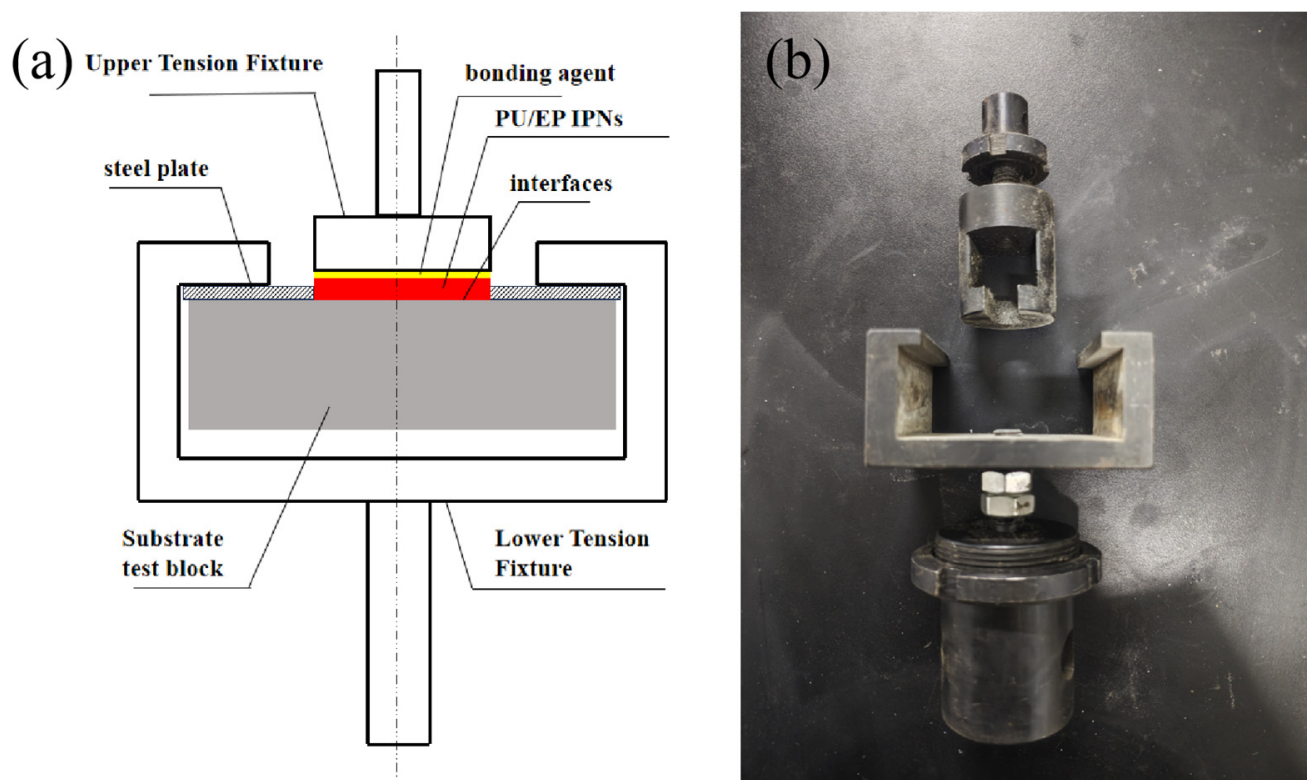 (a)
(b)
Upper Tension Fixture
bonding agent
PU/EP IPNs
steel plate
interfaces
Substrate
test block
Lower Tension
Fixture